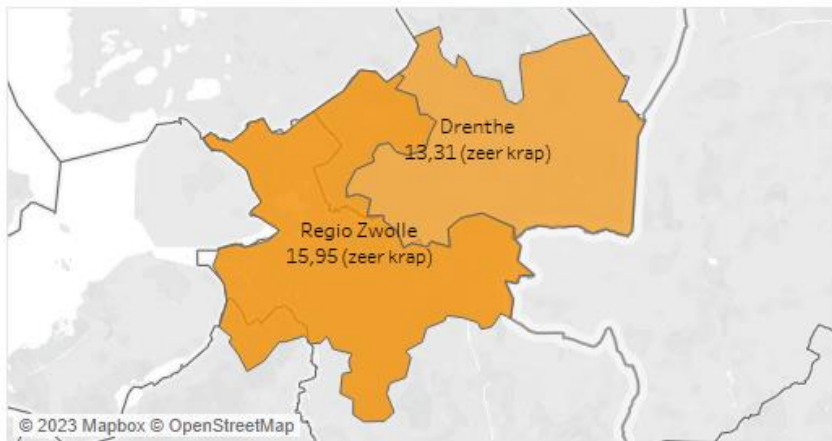 Drenthe
13,31 (zeer krap)
Regio Zwolle
15,95 (zeer krap)
© 2023 Mapbox © OpenStreetMap